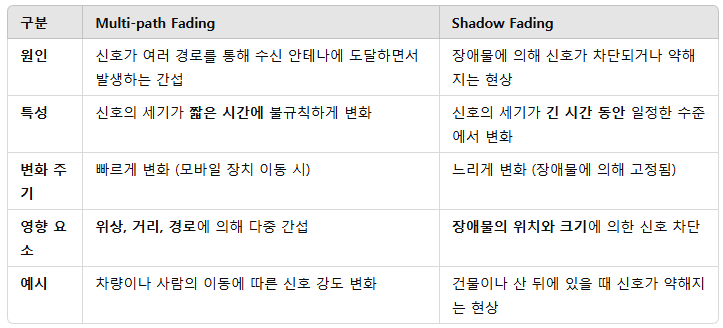 구분 Multi-path Fading Shadow Fading
원인 신호가 여러 경로를 통해 수신 안테나에 도달하면서 장애물에 의해 신호가 차단되거나 약해
발생하는 간섭 지는 현상
특성 신호의 세기가 짧은 시간에 불규칙하게 변화 신호의 세기가 긴 시간 동안 일정한 수준
에서 변화
변화 주 빠르게 변화 (모바일 장치 이동 시) 느리게 변화 (장애물에 의해 고정됨)
기
영향 요 위상, 거리, 경로에 의해 다중 간섭 장애물의 위치와 크기에 의한 신호 차단
소
예시 차량이나 사람의 이동에 따른 신호 강도 변화 건물이나 산 뒤에 있을 때 신호가 약해지
는 현상